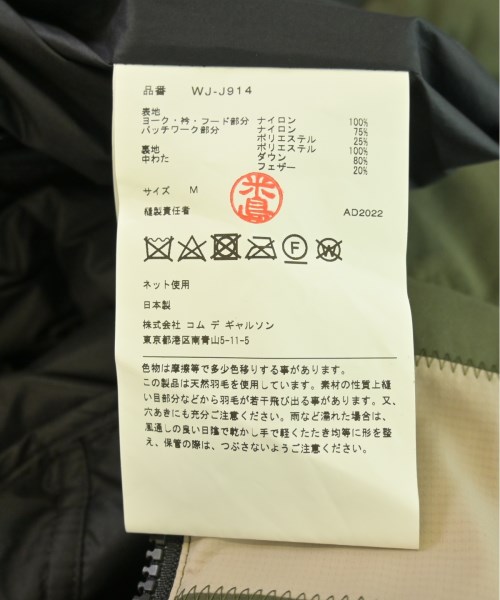 品番 WJ-J914
表地
ヨーク・衿・フード部分 ナイロン 100%
パッチワーク部分 ナイロン 75%
ポリエステル 25%
裏地 ポリエステル 100%
中わた ダウン 80%
フェザー 20%
サイズ M
縫製責任者 AD2022
F W
ネット使用
日本製
株式会社 コム デ ギャルソン
東京都港区南青山5-11-5
色物は摩擦等で多少色移りする事があります。
この製品は天然羽毛を使用しています。素材の性質上縫
い目部分などから羽毛が若干飛び出る事があります。又、
穴あきにも充分ご注意ください。雨など濡れた場合は、
風通しの良い日陰で乾かし手で軽くたたき均等に形を整
え、保管の際は、つぶさないようご注意ください。